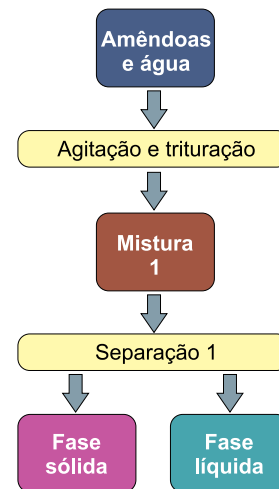 Amêndoas
e água
Agitação e trituração
Mistura
1
Separação 1
Fase
sólida
Fase
líquida